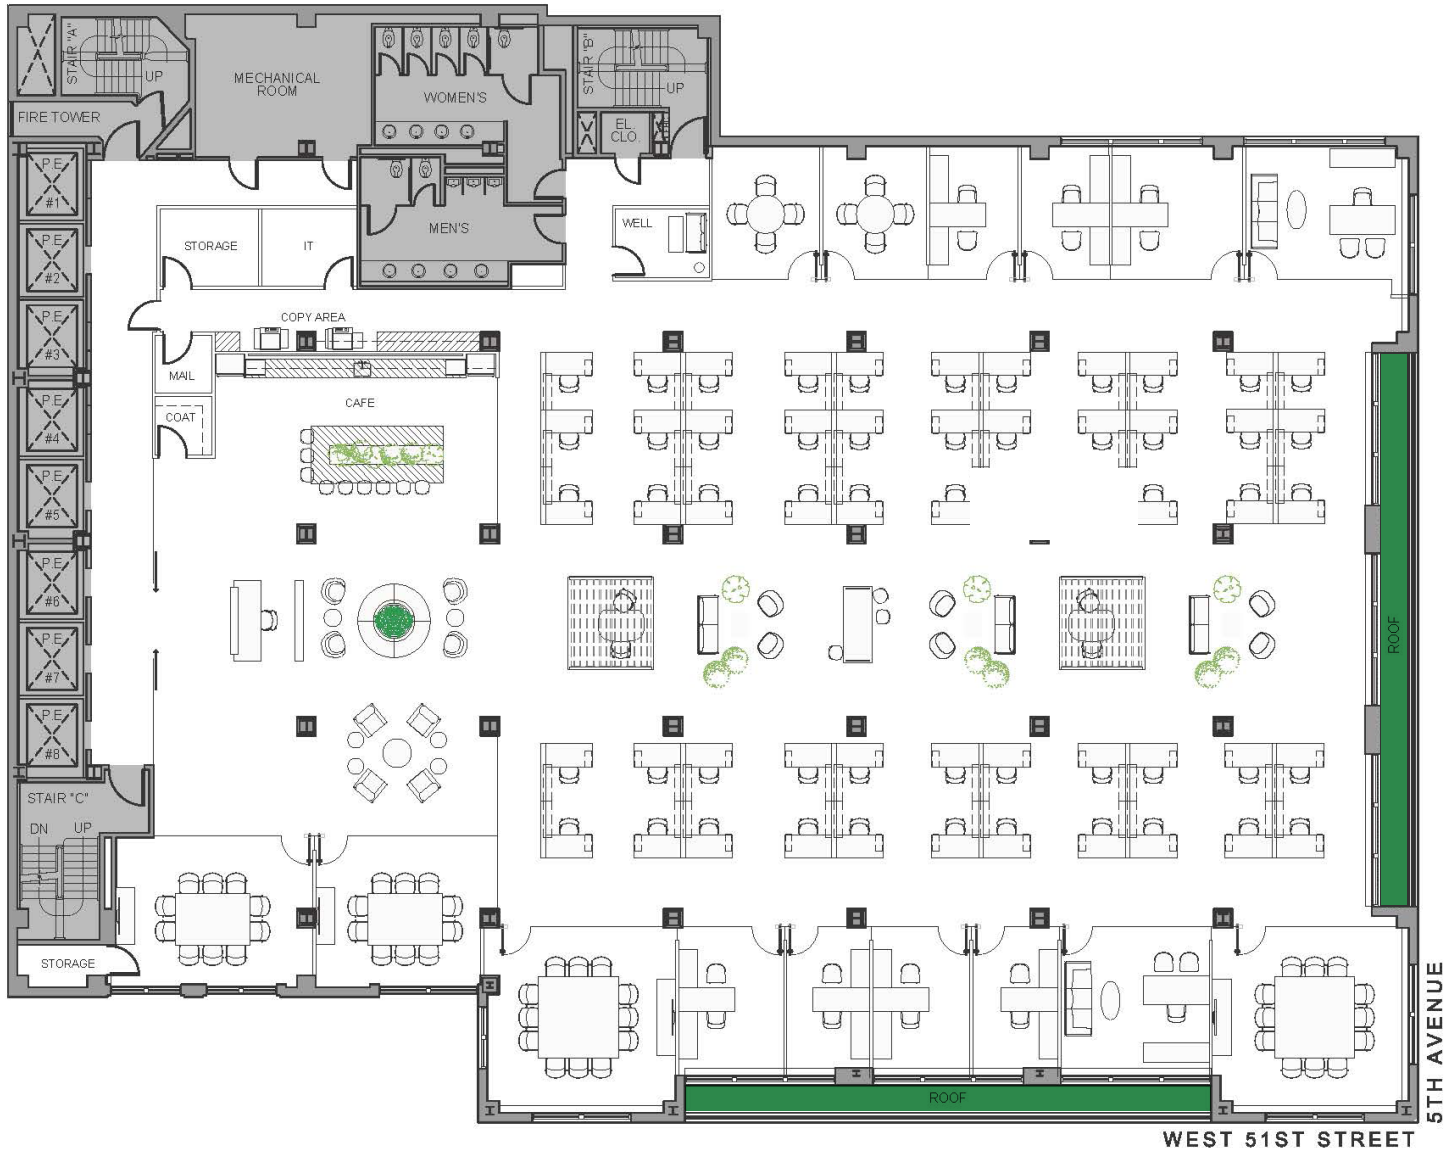 STAIR "A"
UP
MECHANICAL
ROOM
WOMEN'S
STAIR "B"
UP
FIRE TOWER
EL.
CLO.
P.E.
#1
MEN'S
WELL
STORAGE
IT
P.E.
#2
COPY AREA
P.E.
#3
MAIL
CAFE
COAT
P.E.
#4
P.E.
#5
P.E.
#6
ROOF
P.E.
#7
P.E.
#8
STAIR "C"
DN
UP
STORAGE
ROOF
5TH AVENUE
WEST 51ST STREET